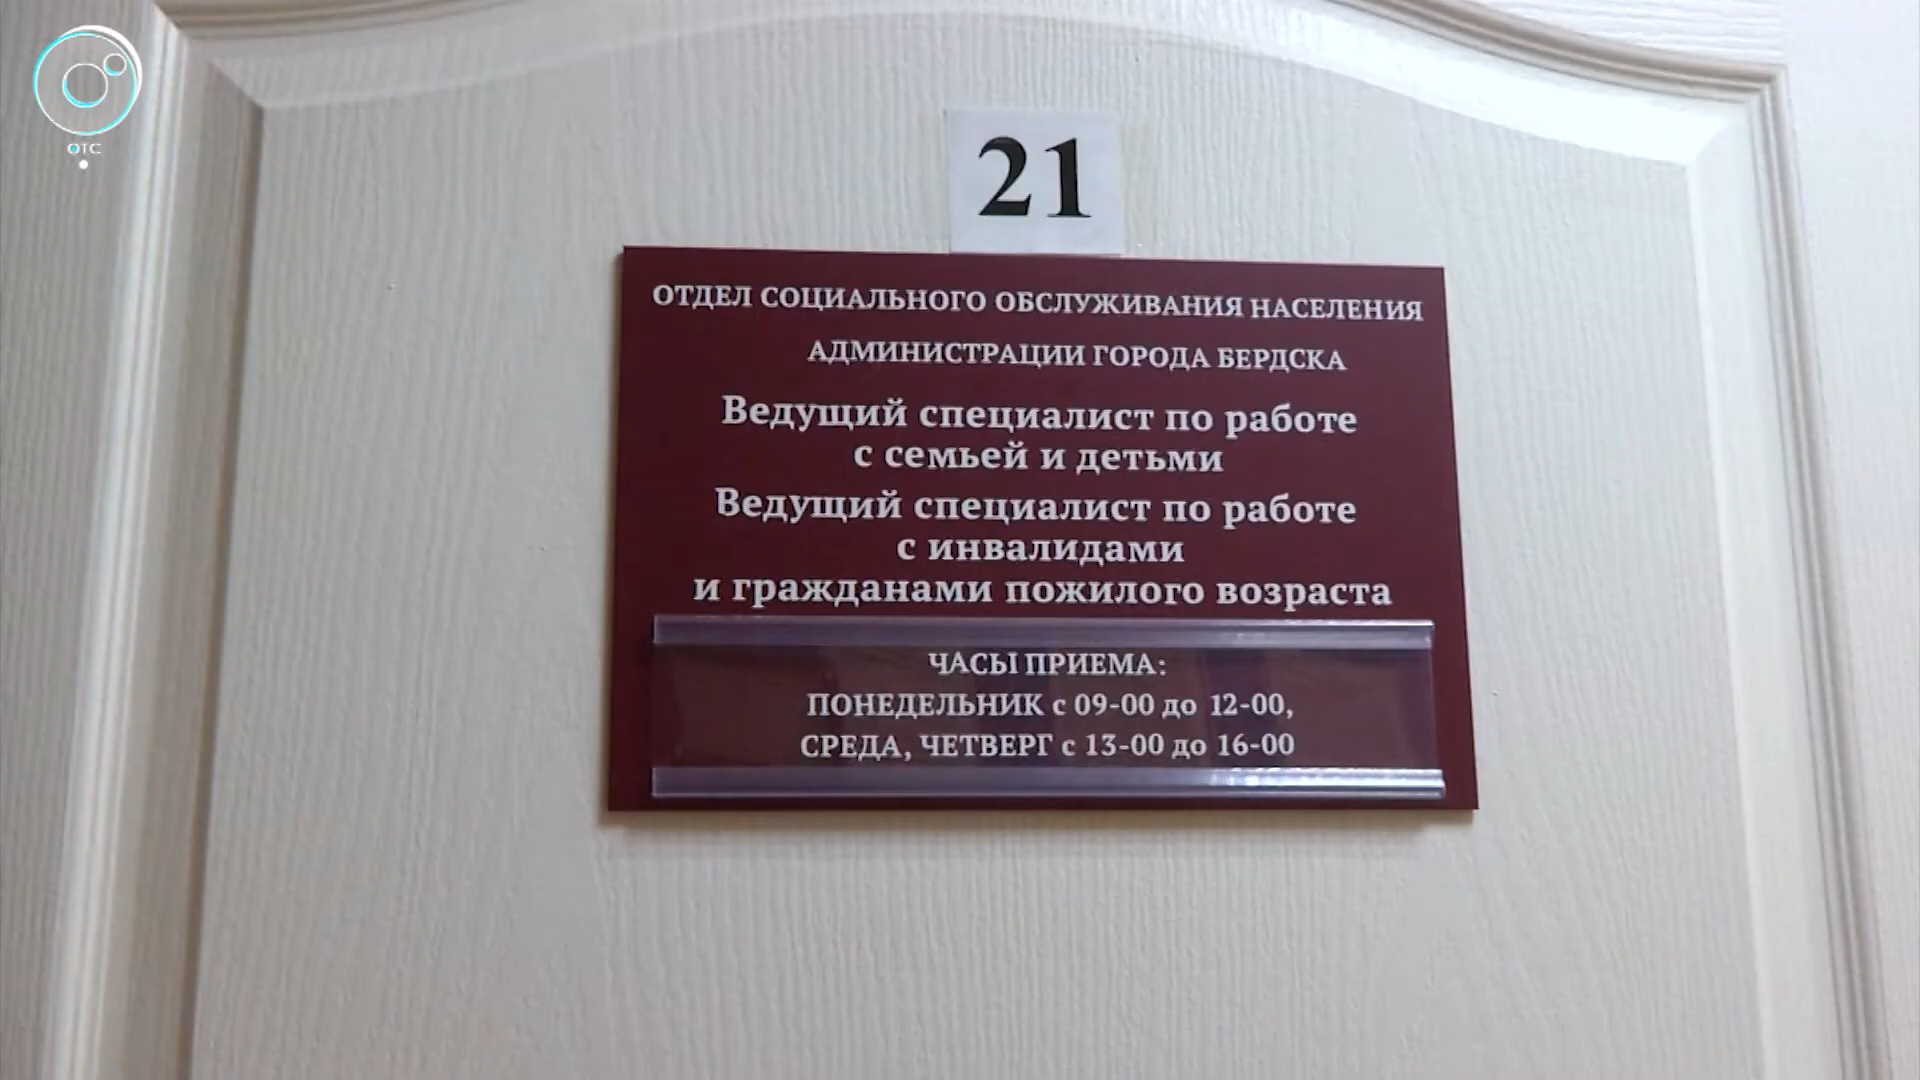 ОТС
21
ОТДЕЛ СОЦИАЛЬНОГО ОБСЛУЖИВАНИЯ НАСЕЛЕНИЯ
АДМИНИСТРАЦИИ ГОРОДА БЕРДСКА
Ведущий специалист по работе
с семьей и детьми
Ведущий специалист по работе
с инвалидами
и гражданами пожилого возраста
ЧАСЫ ПРИЕМА:
ПОНЕДЕЛЬНИК с 09-00 до 12-00,
СРЕДА, ЧЕТВЕРГ с 13-00 до 16-00